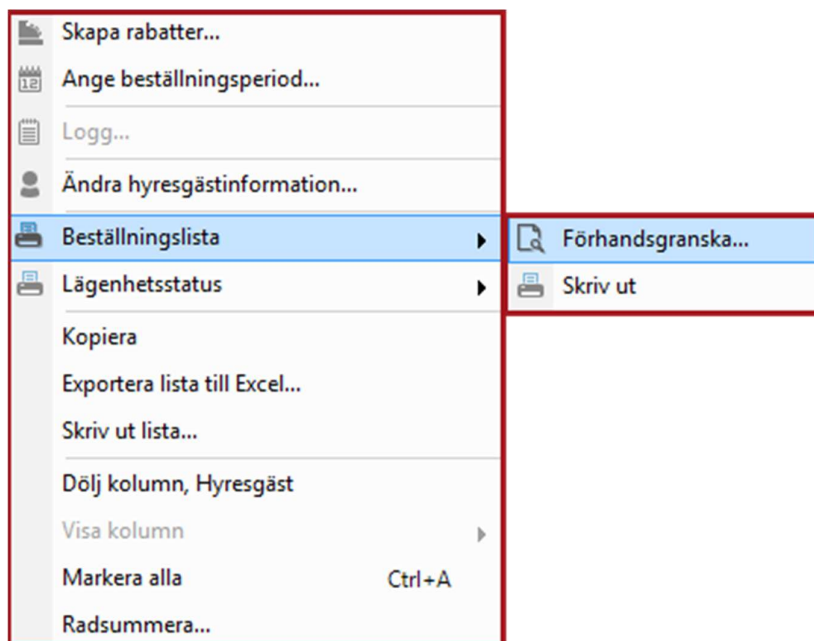 Skapa rabatter...
12
Ange beställningsperiod...
Logg...
Ändra hyresgästinformation...
Beställningslista
Förhandsgranska...
Lägenhetsstatus
Skriv ut
Kopiera
Exportera lista till Excel...
Skriv ut lista...
Dölj kolumn, Hyresgäst
Visa kolumn
Markera alla Ctrl+A
Radsummera...